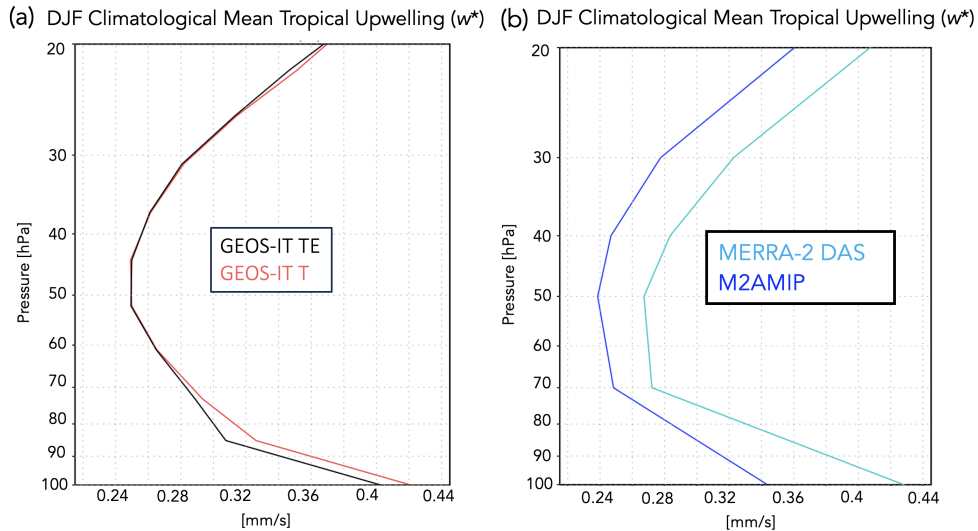 (a) DJF Climatological Mean Tropical Upwelling (w*)
20
30
40
50
60
70
80
90
100
Pressure [hPa]
GEOS-IT TE
GEOS-IT T
0.24 0.28 0.32 0.36 0.4 0.44
[mm/s]
(b) DJF Climatological Mean Tropical Upwelling (w*)
20
30
40
50
60
70
80
90
100
Pressure [hPa]
MERRA-2 DAS
M2AMIP
0.24 0.28 0.32 0.36 0.4 0.44
[mm/s]